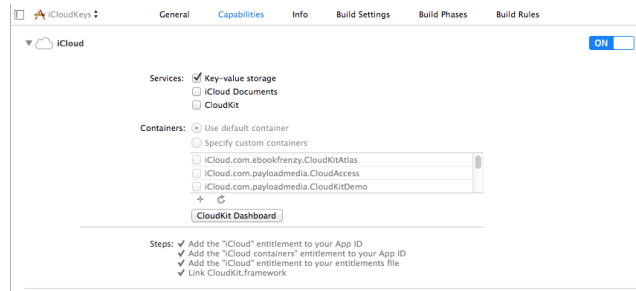 iCloudKeys General Capabilities Info Build Settings Build Phases Build Rules
iCloud ON
Services: Key-value storage
iCloud Documents
CloudKit
Containers: Use default container
Specify custom containers
iCloud.com.ebookfrenzy.CloudKitAtlas
iCloud.com.payloadmedia.CloudAccess
iCloud.com.payloadmedia.CloudKitDemo
CloudKit Dashboard
Steps: ✓ Add the "iCloud" entitlement to your App ID
✓ Add the "iCloud containers" entitlement to your App ID
✓ Add the "iCloud" entitlement to your entitlements file
✓ Link CloudKit.framework